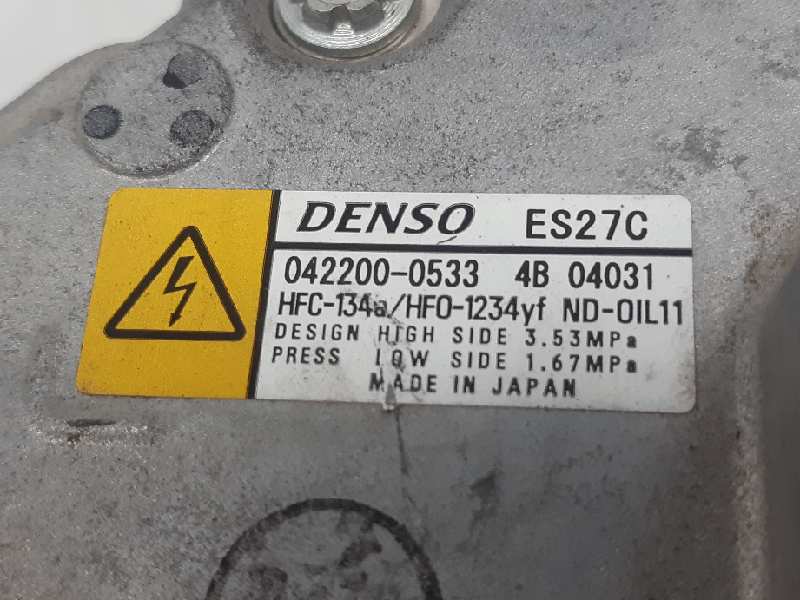 DENSO ES27C
042200-0533 4B 04031
HFC-134a/HFO-1234yf ND-OIL11
DESIGN HIGH SIDE 3.53MPa
PRESS LOW SIDE 1.67MPa
MADE IN JAPAN